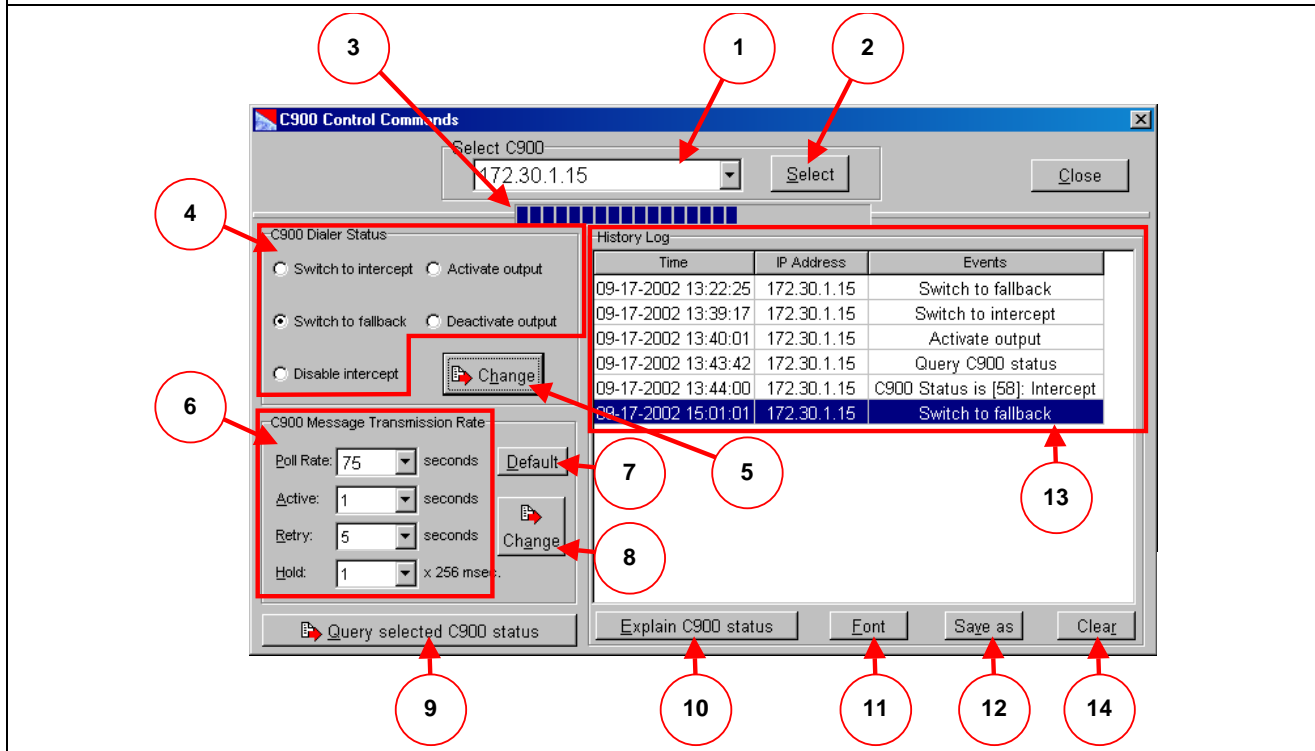 3
1
2
C900 Control Commands
Select C900
172.30.1.15
Select
Close
4
C900 Dialer Status
Switch to intercept
Activate output
Switch to fallback
Deactivate output
Disable intercept
Change
History Log
Time IP Address Events
09-17-2002 13:22:25 172.30.1.15 Switch to fallback
09-17-2002 13:39:17 172.30.1.15 Switch to intercept
09-17-2002 13:40:01 172.30.1.15 Activate output
09-17-2002 13:43:42 172.30.1.15 Query C900 status
09-17-2002 13:44:00 172.30.1.15 C900 Status is [58]: Intercept
09-17-2002 15:01:01 172.30.1.15 Switch to fallback
6
C900 Message Transmission Rate
Poll Rate: 75 seconds
Active: 1 seconds
Retry: 5 seconds
Hold: 1 x 256 msec.
Default
Change
7
5
8
13
Query selected C900 status
Explain C900 status
Font
Save as
Clear
9
10
11
12
14